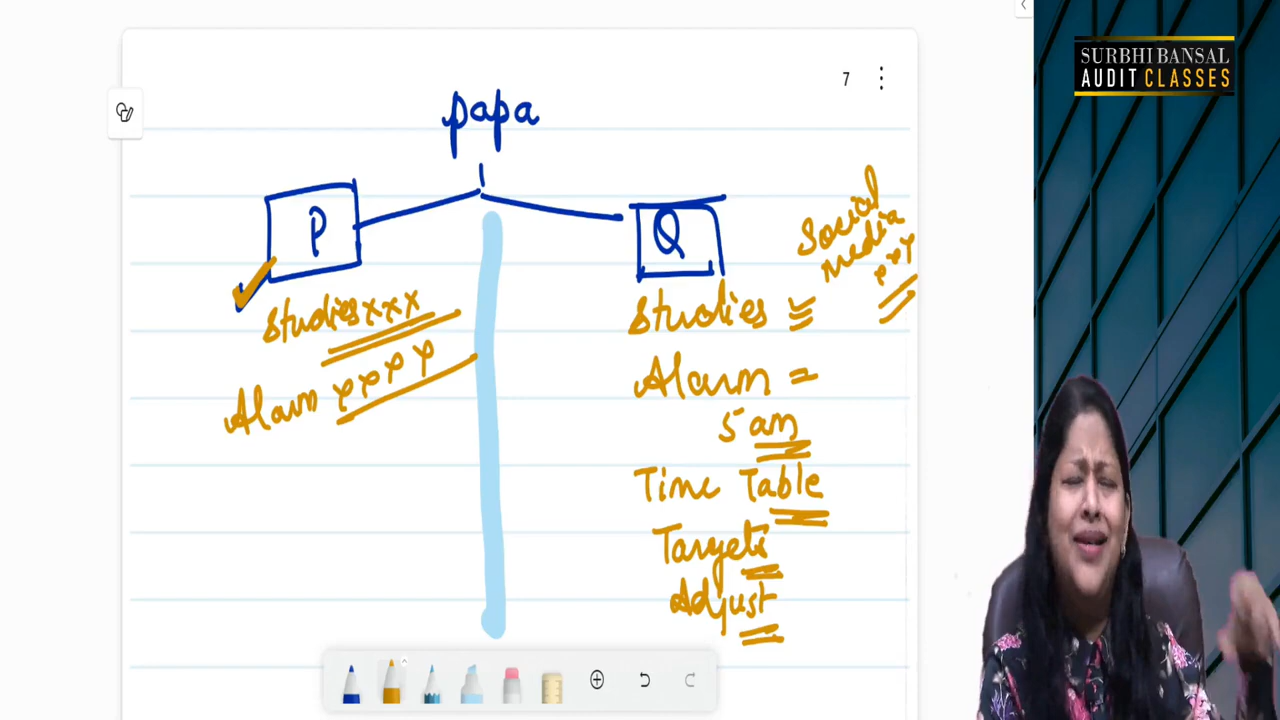 SURBHI BANSAL
AUDIT CLASSES
7
papa
P
Q
Social
media
xxx
Studies xxx
Alarm xxxx
Studies
Alarm =
5 am
Time Table
Targets
Adjust